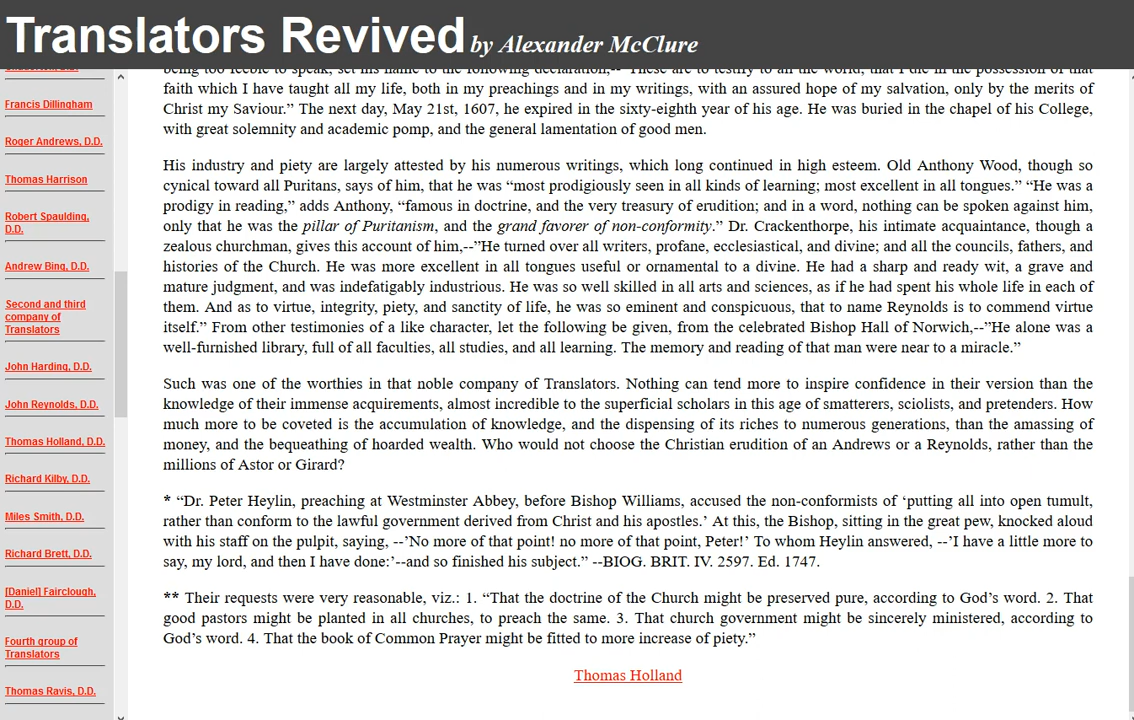 Translators Revived by Alexander McClure
Francis Dillingham
Roger Andrews, D.D.
Thomas Harrison
Robert Spaulding,
D.D.
Andrew Bing, D.D.
Second and third
company of
Translators
John Harding, D.D.
John Reynolds, D.D.
Thomas Holland, D.D.
Richard Kilby, D.D.
Miles Smith, D.D.
Richard Brett, D.D.
[Daniel] Fairclough,
D.D.
Fourth group of
Translators
Thomas Ravis, D.D.
being too feeble to speak, set his name to the following declaration,--"These are to testify to all the world, that I die in the possession of that
faith which I have taught all my life, both in my preachings and in my writings, with an assured hope of my salvation, only by the merits of
Christ my Saviour.” The next day, May 21st, 1607, he expired in the sixty-eighth year of his age. He was buried in the chapel of his College,
with great solemnity and academic pomp, and the general lamentation of good men.
His industry and piety are largely attested by his numerous writings, which long continued in high esteem. Old Anthony Wood, though so
cynical toward all Puritans, says of him, that he was “most prodigiously seen in all kinds of learning; most excellent in all tongues.” “He was a
prodigy in reading,” adds Anthony, “famous in doctrine, and the very treasury of erudition; and in a word, nothing can be spoken against him,
only that he was the pillar of Puritanism, and the grand favorer of non-conformity.” Dr. Crackenthorpe, his intimate acquaintance, though a
zealous churchman, gives this account of him,--”He turned over all writers, profane, ecclesiastical, and divine; and all the councils, fathers, and
histories of the Church. He was more excellent in all tongues useful or ornamental to a divine. He had a sharp and ready wit, a grave and
mature judgment, and was indefatigably industrious. He was so well skilled in all arts and sciences, as if he had spent his whole life in each of
them. And as to virtue, integrity, piety, and sanctity of life, he was so eminent and conspicuous, that to name Reynolds is to commend virtue
itself.” From other testimonies of a like character, let the following be given, from the celebrated Bishop Hall of Norwich,--”He alone was a
well-furnished library, full of all faculties, all studies, and all learning. The memory and reading of that man were near to a miracle.”
Such was one of the worthies in that noble company of Translators. Nothing can tend more to inspire confidence in their version than the
knowledge of their immense acquirements, almost incredible to the superficial scholars in this age of smatterers, sciolists, and pretenders. How
much more to be coveted is the accumulation of knowledge, and the dispensing of its riches to numerous generations, than the amassing of
money, and the bequeathing of hoarded wealth. Who would not choose the Christian erudition of an Andrews or a Reynolds, rather than the
millions of Astor or Girard?
* “Dr. Peter Heylin, preaching at Westminster Abbey, before Bishop Williams, accused the non-conformists of ‘putting all into open tumult,
rather than conform to the lawful government derived from Christ and his apostles.’ At this, the Bishop, sitting in the great pew, knocked aloud
with his staff on the pulpit, saying, --’No more of that point! no more of that point, Peter!’ To whom Heylin answered, --’I have a little more to
say, my lord, and then I have done:’--and so finished his subject.” --BIOG. BRIT. IV. 2597. Ed. 1747.
** Their requests were very reasonable, viz.: 1. “That the doctrine of the Church might be preserved pure, according to God’s word. 2. That
good pastors might be planted in all churches, to preach the same. 3. That church government might be sincerely ministered, according to
God’s word. 4. That the book of Common Prayer might be fitted to more increase of piety.”
Thomas Holland